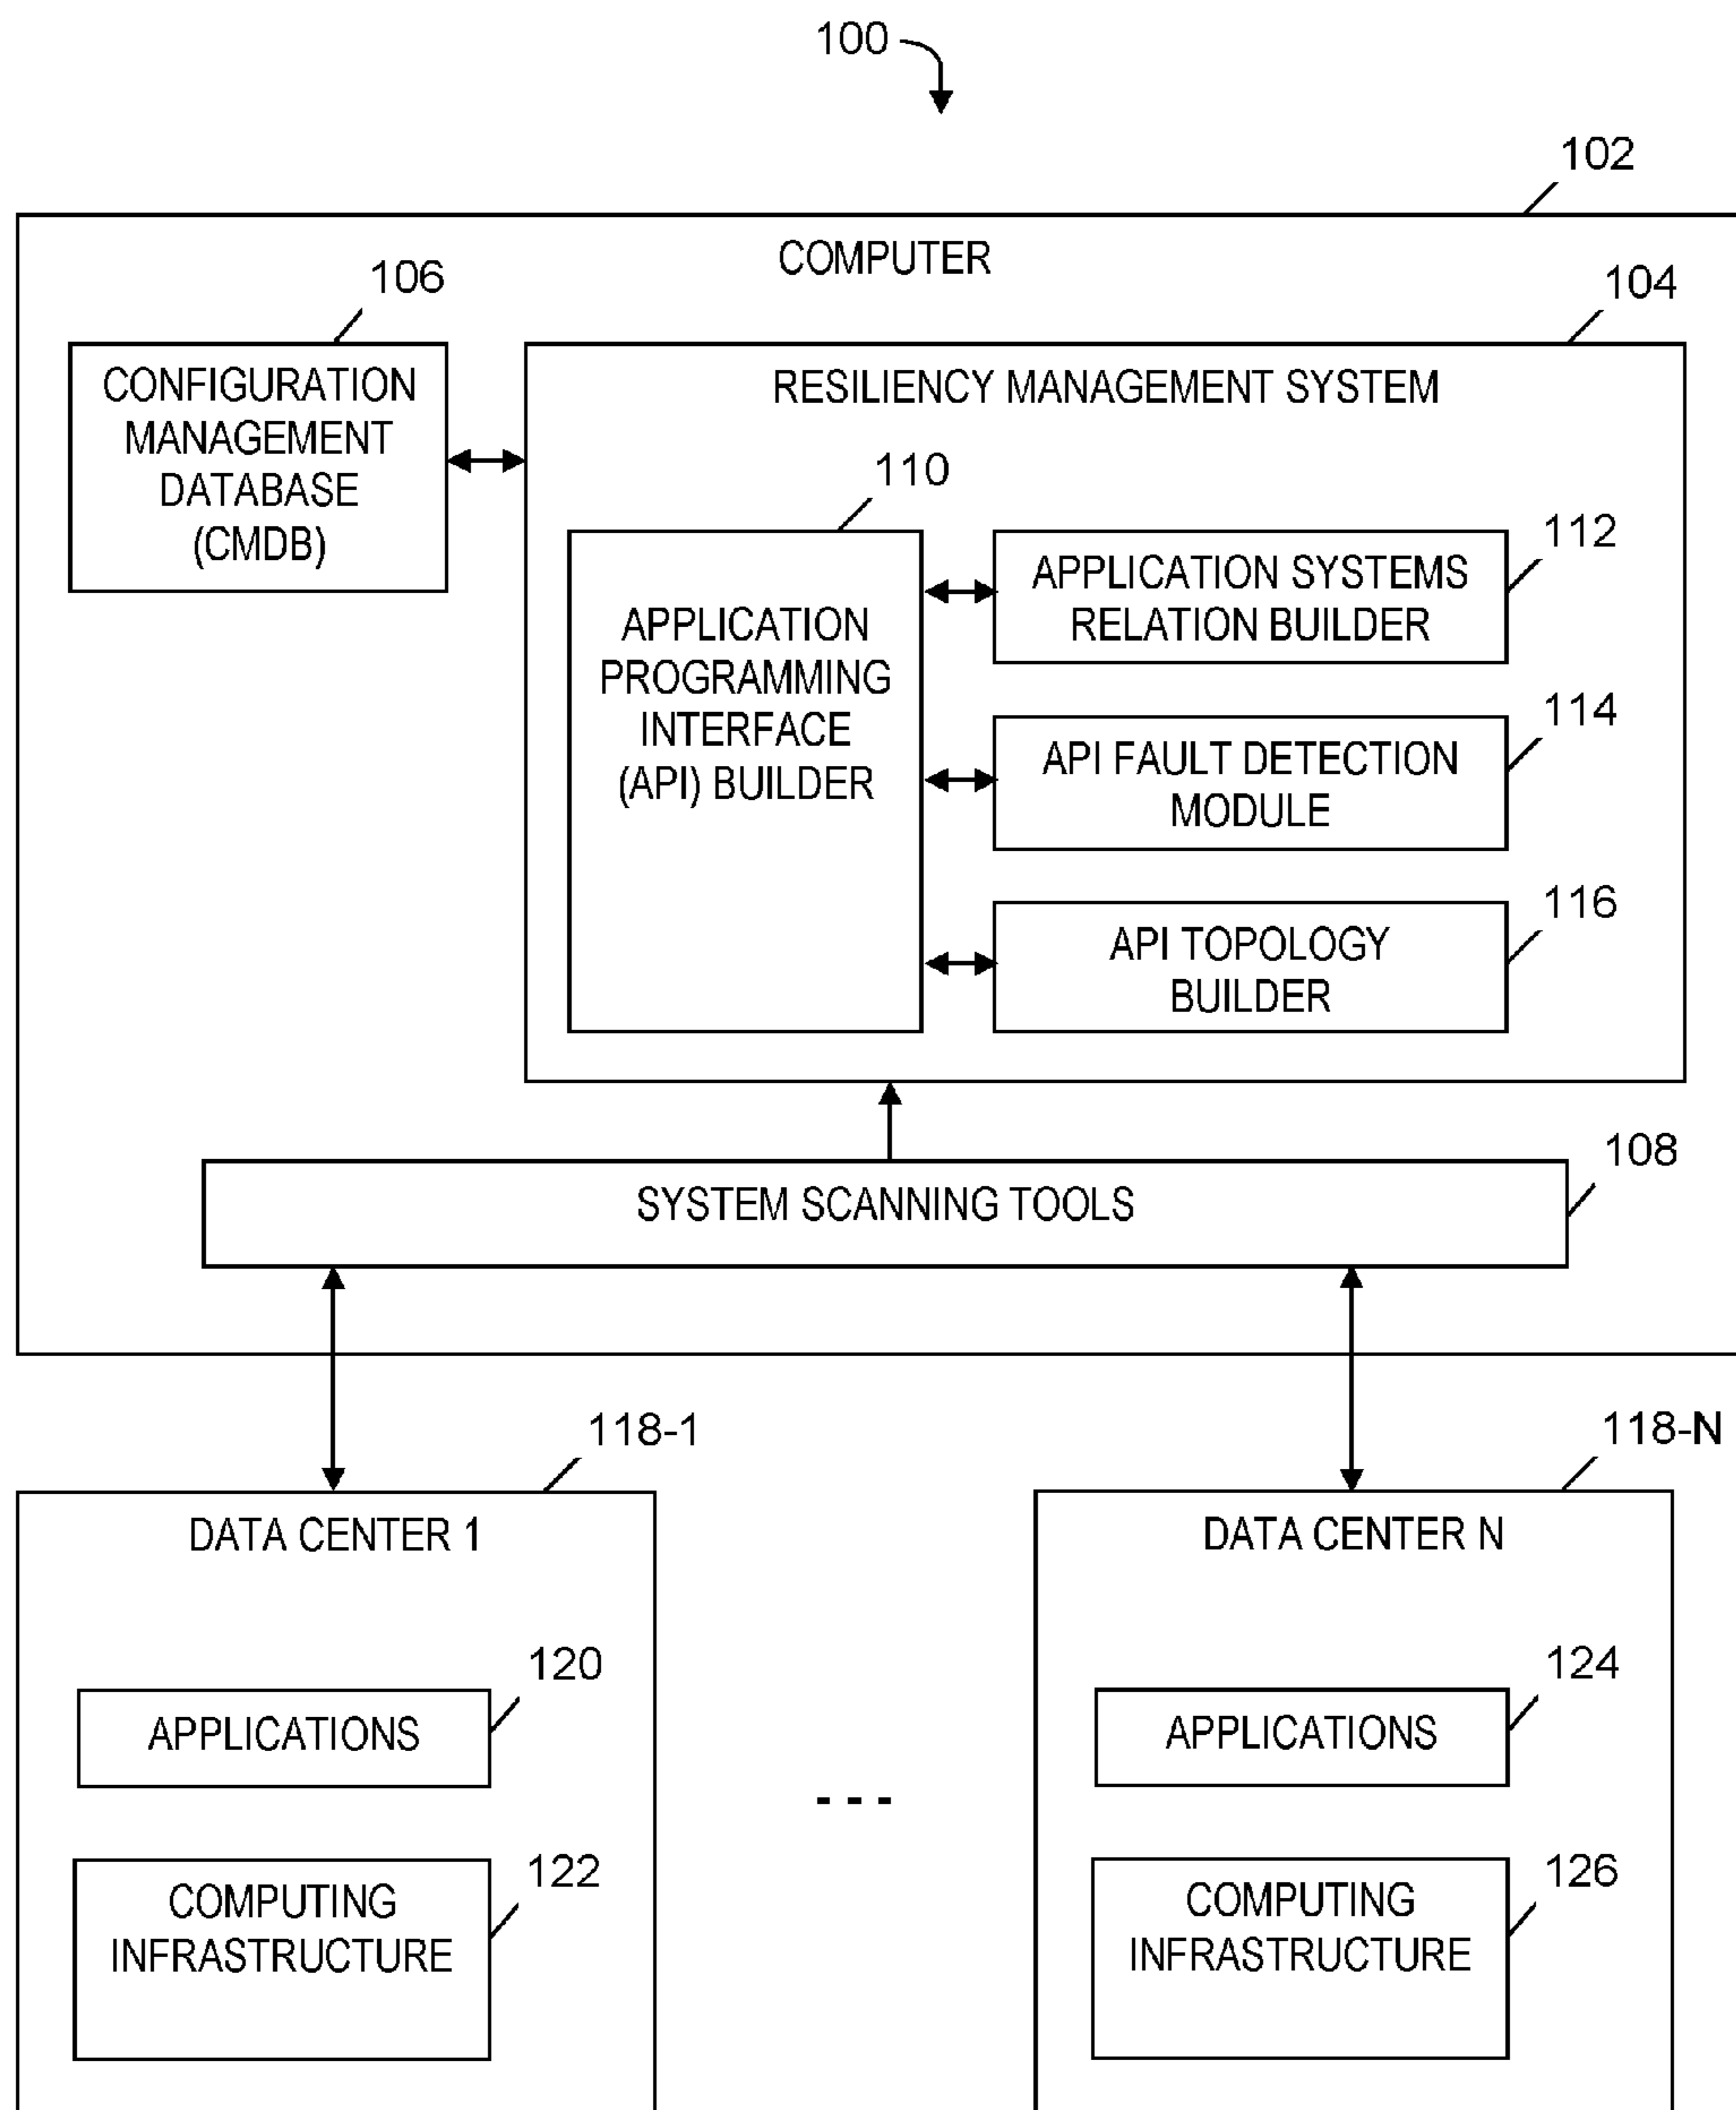 100
102
COMPUTER
106
104
CONFIGURATION
MANAGEMENT
DATABASE
(CMDB)
RESILIENCY MANAGEMENT SYSTEM
110
APPLICATION
PROGRAMMING
INTERFACE
(API) BUILDER
112
APPLICATION SYSTEMS
RELATION BUILDER
114
API FAULT DETECTION
MODULE
116
API TOPOLOGY
BUILDER
108
SYSTEM SCANNING TOOLS
118-1
DATA CENTER 1
120
APPLICATIONS
122
COMPUTING
INFRASTRUCTURE
- - -
118-N
DATA CENTER N
124
APPLICATIONS
126
COMPUTING
INFRASTRUCTURE